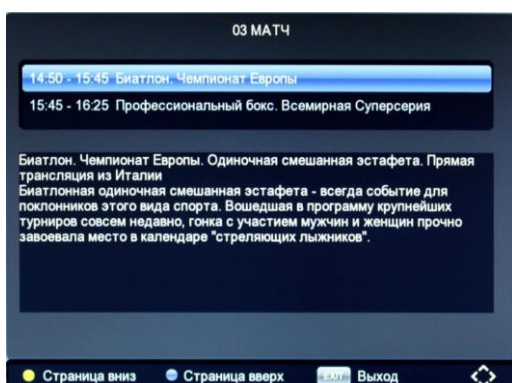 03 МАТЧ
14:50 - 15:45 Биатлон. Чемпионат Европы
15:45 - 16:25 Профессиональный бокс. Всемирная Суперсерия
Биатлон. Чемпионат Европы. Одиночная смешанная эстафета. Прямая
трансляция из Италии
Биатлонная одиночная смешанная эстафета - всегда событие для
поклонников этого вида спорта. Вошедшая в программу крупнейших
турниров совсем недавно, гонка с участием мужчин и женщин прочно
завоевала место в календаре "стреляющих лыжников".
Страница вниз Страница вверх EXIT Выход